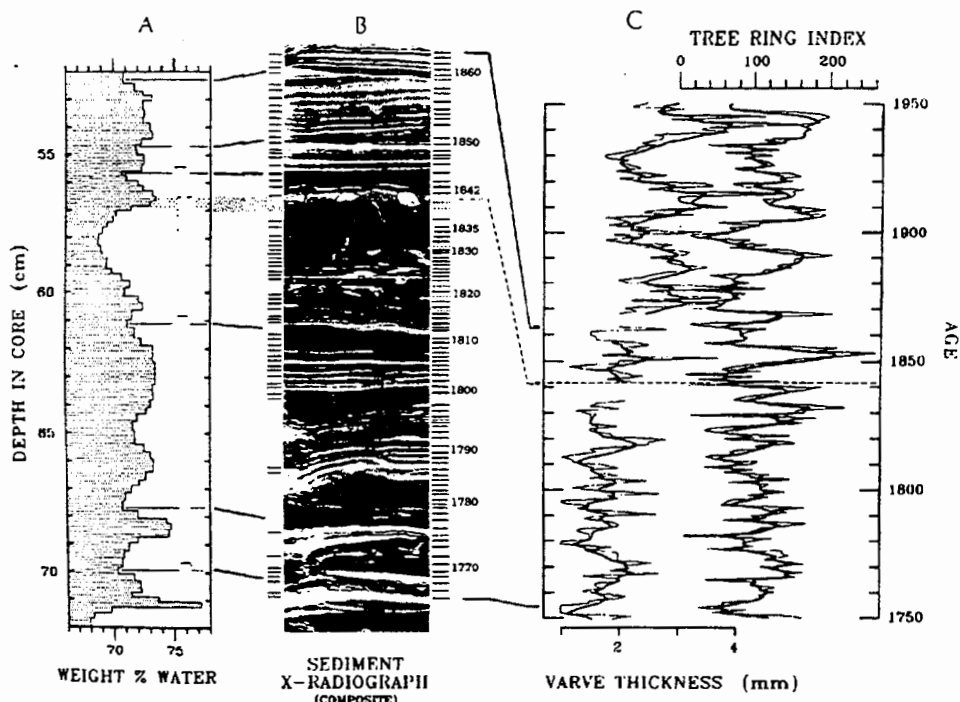 A
B
C
TREE RING INDEX
0 100 200
DEPTH IN CORE (cm)
55
60
65
70
70 75
WEIGHT % WATER
1860
1850
1842
1835
1830
1820
1810
1800
1790
1780
1770
SEDIMENT
X-RADIOGRAPH
(COMPOSITE)
1950
1900
1850
1800
1750
AGE
2 4
VARVE THICKNESS (mm)